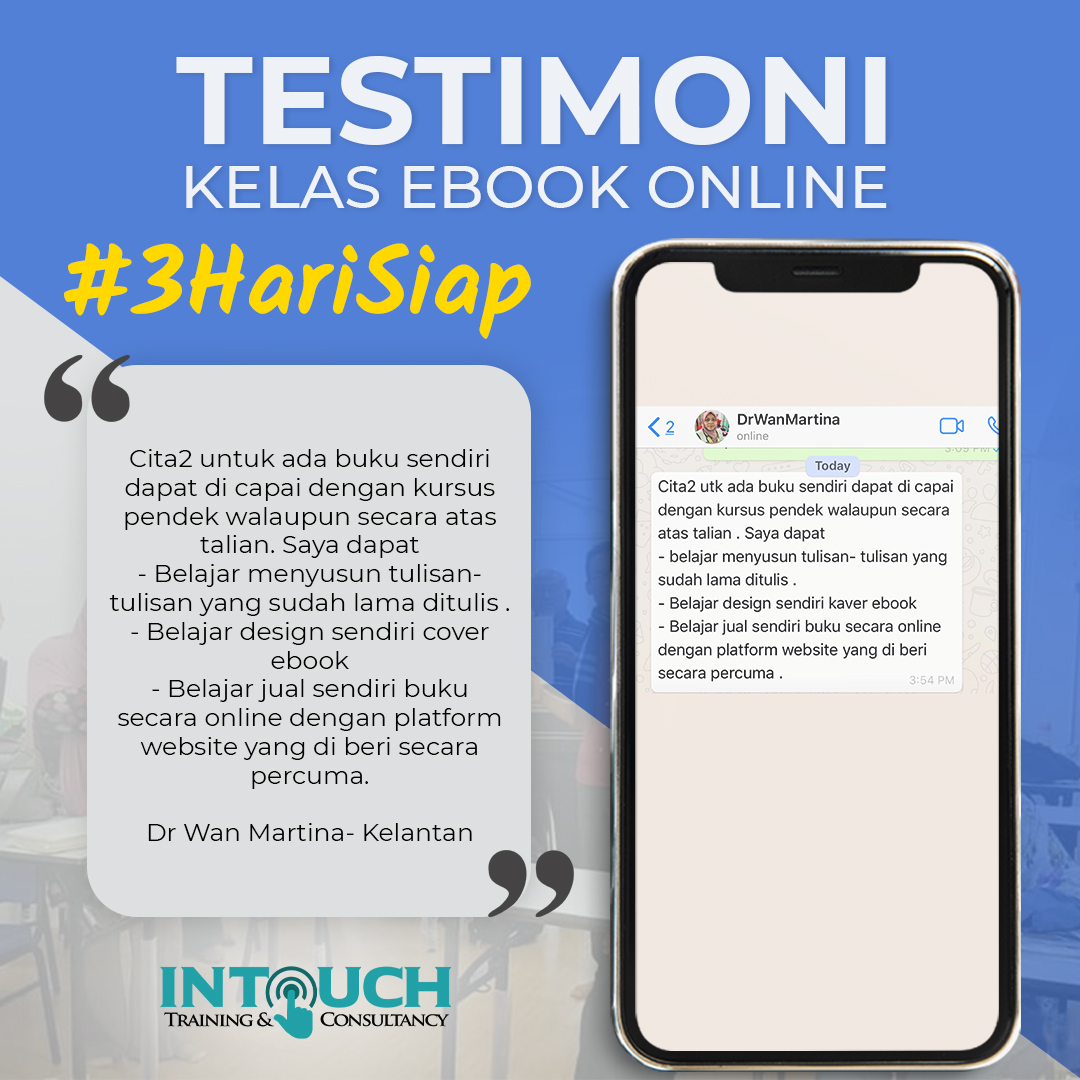 TESTIMONI
KELAS EBOOK ONLINE
#3HariSiap
“
Cita2 untuk ada buku sendiri
dapat di capai dengan kursus
pendek walaupun secara atas
talian. Saya dapat
- Belajar menyusun tulisan-
tulisan yang sudah lama ditulis .
- Belajar design sendiri cover
ebook
- Belajar jual sendiri buku
secara online dengan platform
website yang di beri secara
percuma.
Dr Wan Martina- Kelantan
”
INTOUCH
TRAINING & CONSULTANCY
2
DrWanMartina
online
3:09 PM
Today
Cita2 utk ada buku sendiri dapat di capai
dengan kursus pendek walaupun secara
atas talian . Saya dapat
- belajar menyusun tulisan- tulisan yang
sudah lama ditulis .
- Belajar design sendiri kaver ebook
- Belajar jual sendiri buku secara online
dengan platform website yang di beri
secara percuma .
3:54 PM